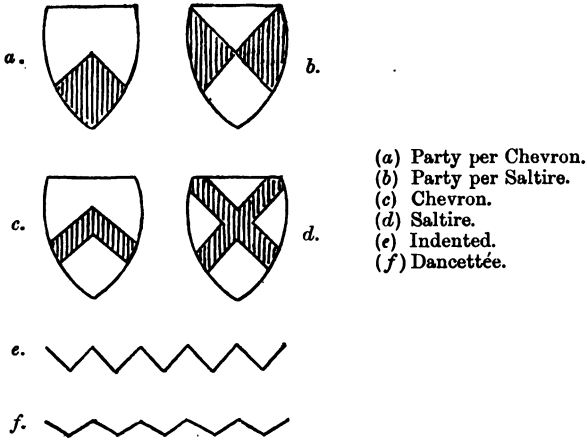 a.
b.
(a) Party per Chevron.
(b) Party per Saltire.
(c) Chevron.
(d) Saltire.
(e) Indented.
(f) Dancettée.
c.
d.
e.
f.